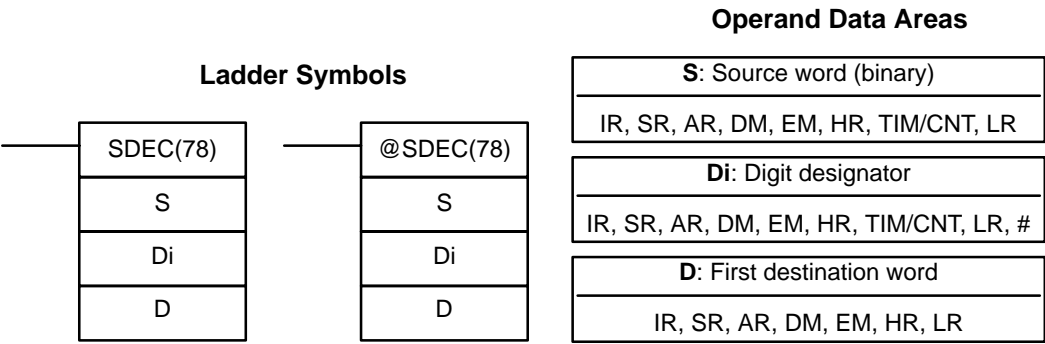 Operand Data Areas
Ladder Symbols
SDEC(78)
S
Di
D
@SDEC(78)
S
Di
D
S: Source word (binary)
IR, SR, AR, DM, EM, HR, TIM/CNT, LR
Di: Digit designator
IR, SR, AR, DM, EM, HR, TIM/CNT, LR, #
D: First destination word
IR, SR, AR, DM, EM, HR, LR